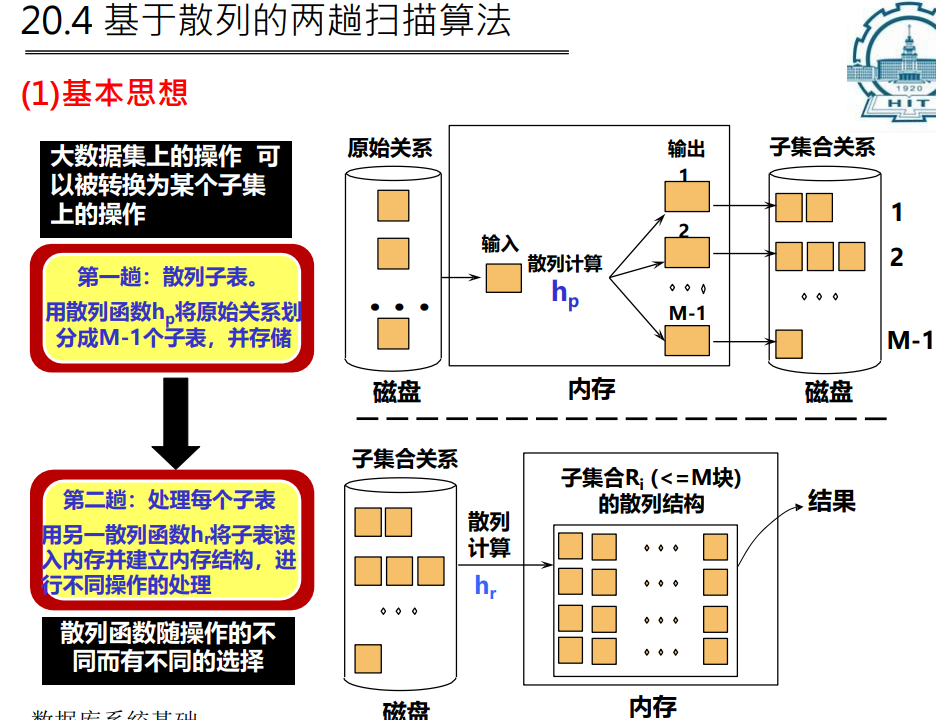 20.4 基于散列的两趟扫描算法
(1)基本思想
1920
HIT
大数据集上的操作 可
以被转换为某个子集
上的操作
第一趟：散列子表。
用散列函数hp将原始关系划
分成M-1个子表，并存储
第二趟：处理每个子表
用另一散列函数hr将子表读
入内存并建立内存结构，进
行不同操作的处理
散列函数随操作的不
同而有不同的选择
原始关系
磁盘
输入
散列计算
hp
输出
1
2
M-1
内存
子集合关系
1
2
M-1
磁盘
子集合关系
磁盘
散列
计算
hr
子集合Ri (<=M块)
的散列结构
内存
结果
数据库系统基础